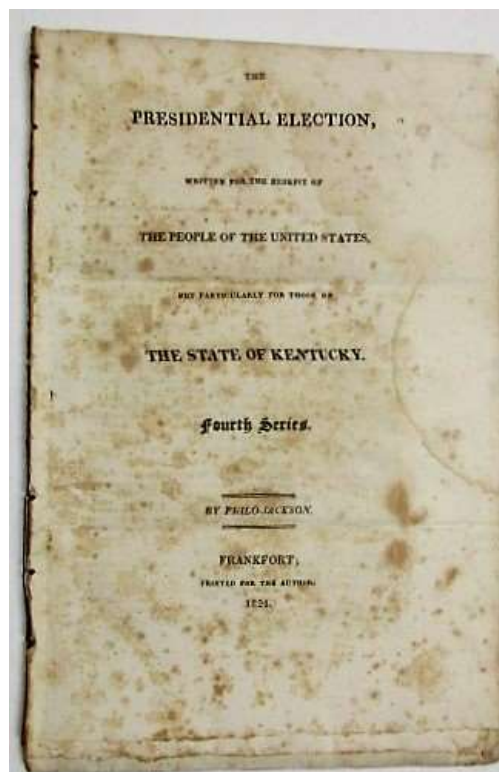 THE
PRESIDENTIAL ELECTION,
WRITTEN FOR THE BENEFIT OF
THE PEOPLE OF THE UNITED STATES,
BUT PARTICULARLY FOR THOSE OF
THE STATE OF KENTUCKY.
Fourth Series.
BY PHILO-JACKSON.
FRANKFORT;
PRINTED FOR THE AUTHOR:
1824.